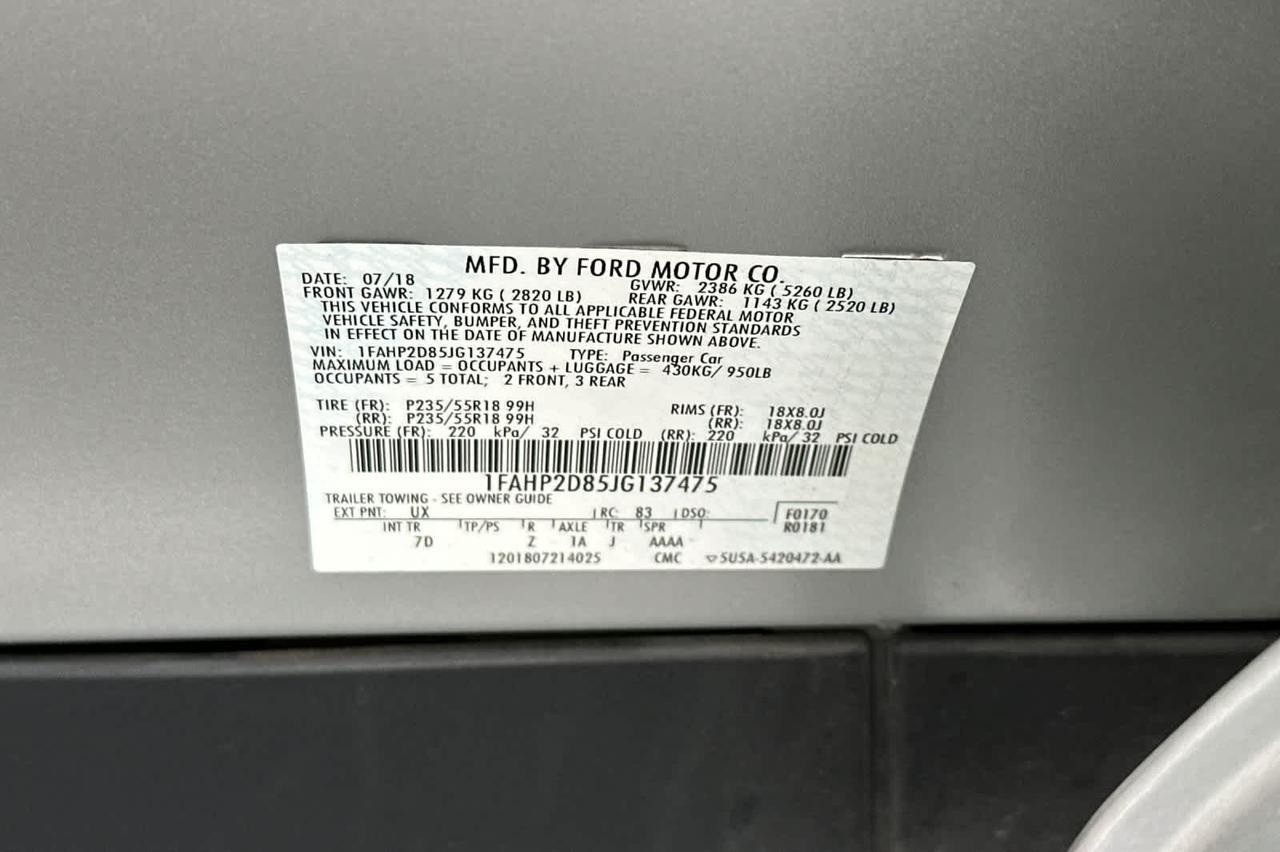 MFD. BY FORD MOTOR CO.
DATE: 07/18 GVWR: 2386 KG ( 5260 LB)
FRONT GAWR: 1279 KG ( 2820 LB) REAR GAWR: 1143 KG ( 2520 LB)
THIS VEHICLE CONFORMS TO ALL APPLICABLE FEDERAL MOTOR
VEHICLE SAFETY, BUMPER, AND THEFT PREVENTION STANDARDS
IN EFFECT ON THE DATE OF MANUFACTURE SHOWN ABOVE.
VIN: 1FAHP2D85JG137475 TYPE: Passenger Car
MAXIMUM LOAD = OCCUPANTS + LUGGAGE = 430KG/ 950LB
OCCUPANTS = 5 TOTAL; 2 FRONT, 3 REAR
TIRE (FR): P235/55R18 99H RIMS (FR): 18X8.0J
(RR): P235/55R18 99H (RR): 18X8.0J
PRESSURE (FR): 220 kPa/ 32 PSI COLD (RR): 220 kPa/ 32 PSI COLD
1FAHP2D85JG137475
TRAILER TOWING - SEE OWNER GUIDE
EXT PNT: UX RC: 83 DSO: F0170
INT TR TP/PS R AXLE TR SPR R0181
7D Z 1A J AAAA
1201807214025 CMC ▽5U5A-5420472-AA